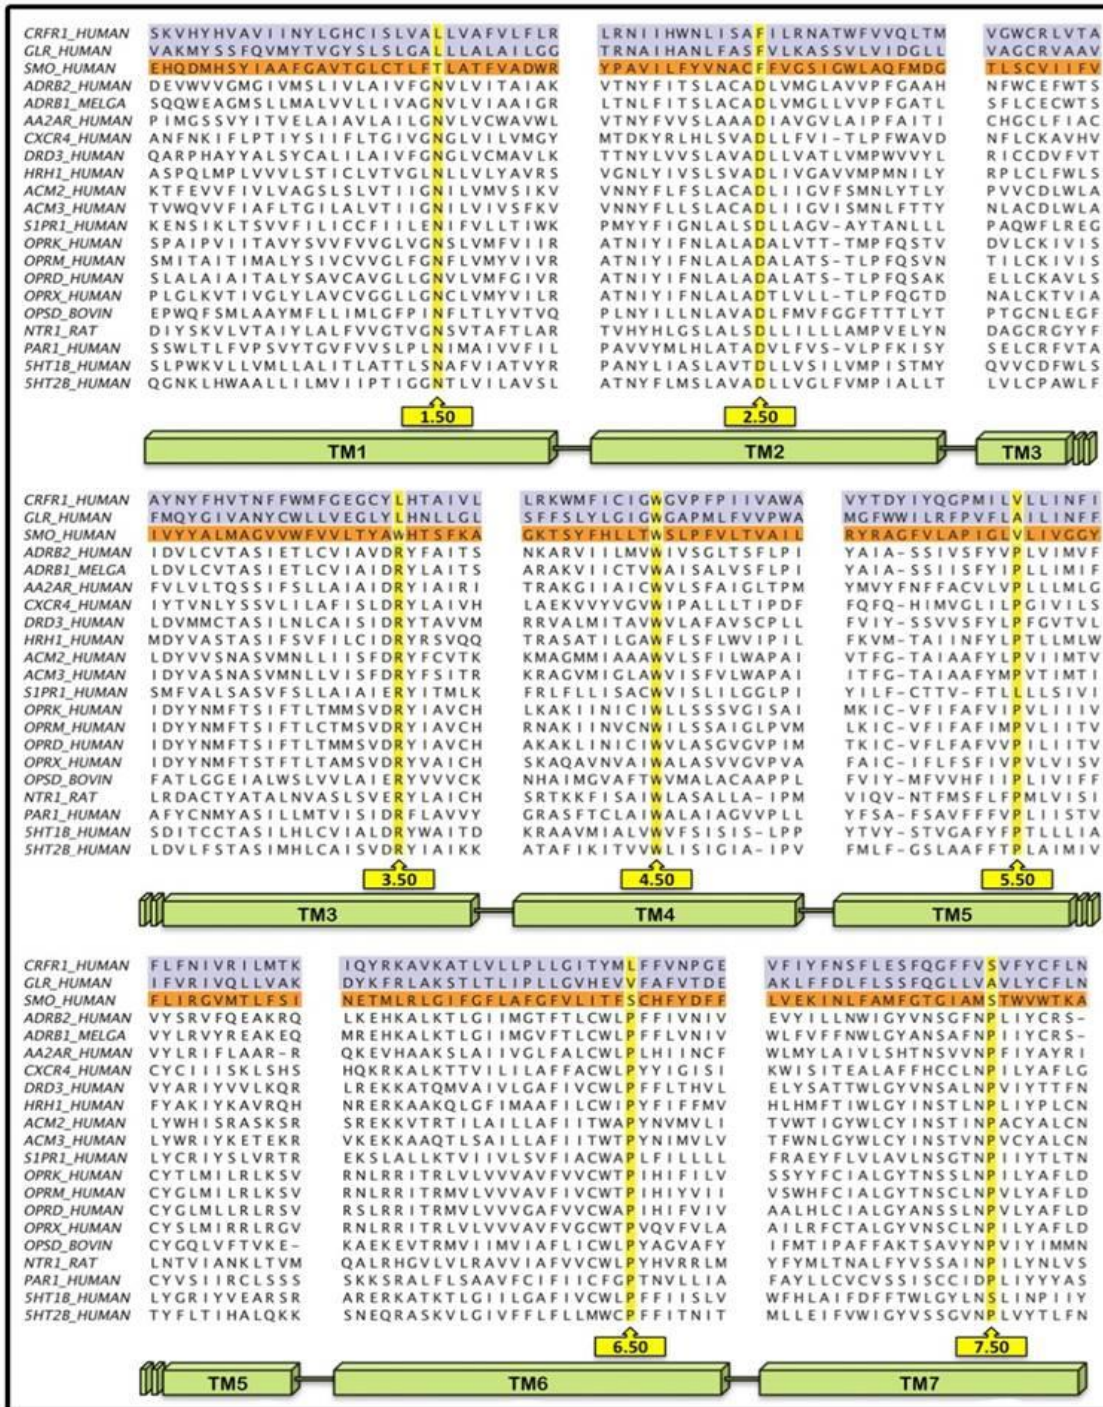 CRFR1_HUMAN SKVHYHVAVIINYLGHCISLVALLVAFVLFLR LRNIIHWNLISAFILRNATWFVVQLTM VGWCRLVTA
GLR_HUMAN VAKMYSSFQVMYTVGYSLSLGALLLALAILGG TRNAIHANLFASFVLKASSVLVIDGLL VAGCRVAAV
SMO_HUMAN EHQDMHSYIAAFGAVTGLCTLFTLATFVADWR YPAVILFYVNACFFVGSIGWLAQFMDG TLSCVIIFV
ADRB2_HUMAN DEVWVVGMGIVMSLIVLAIVFGNVLVITAIAK VTNYFITSLACADLVMGLAVVPFGAAH NFWCEFWTS
ADRB1_MELGA SQQWEAGMSLLMALVVLLIVAGNVLVIAAIGR LTNLFITSLACADLVMGLLVVPFGATL SFLCEWTS
AA2AR_HUMAN PIMGSSVYITVELAIAVLAILGNVLVCWAVWL VTNYFVVSLAAADIAVGVLAIPFAITI CHGCLFIAC
CXCR4_HUMAN ANFNKIFLPTIYSIIFLTGIVGNGLVILVMGY MTDKYRLHLSVADLLFVI-TLPFWAVD NFLCKAVHV
DRD3_HUMAN QARPHAYYALSYCALILAIVFGNGLVCMAVLK TTNYLVVSLAVADLLVATLVMPWVVYL RICCDVFVT
HRH1_HUMAN ASPQLMPLVVVLSTICLVTVGLNLLVLYAVRS VGNLYIVSLSVADLIVGAVVMPMNILY RPLCLFWLS
ACM2_HUMAN KTFEVVFIVLVAGSLSLVTIIGNILVMVSIKV VNNYFLFSLACADLIIGVFSMNLYTLY PVVCDLWLA
ACM3_HUMAN TVWQVVFIAFLTGILALVTIIGNILVIVSFKV VNNYFLLSLACADLIIGVISMNLFTTY NLACDLWLA
S1PR1_HUMAN KENSIKLTSVVFILICCFIILENIFVLLTIWK PMYYFIGNLALSDLLAGV-AYTANLLL PAQWFLREG
OPRK_HUMAN SPAIPVIITAVYSVVFVVGLVGNSLVMFVIIR ATNIYIFNLALADALVTT-TMPFQSTV DVLCKIVIS
OPRM_HUMAN SMITAITIMALYSIVCVVGLFGNFLVMYVIVR ATNIYIFNLALADALATS-TLPFQSVN TILCKIVIS
OPRD_HUMAN SLALAIAITALYSAVCAVGLLGNVLVMFGIVR ATNIYIFNLALADALATS-TLPFQSAK ELLCKAVLS
OPRX_HUMAN PLGLKVTIVGLYLAVCVGGLLGNCLVMYVILR ATNIYIFNLALADTLVLL-TLPFQGTD NALCKTVIA
OPSD_BOVIN EPWQFSMLAAYMFLLIMLGFPINFLTLYVTVQ PLNYILLNLAVADLFMVFGGFTTTLYT PTGCNLEGF
NTR1_RAT DIYSKVLVTAIYLALFVVGTVGNSVTAFTLAR TVHYHLGSLALSDLLILLLAMPVELYN DAGCRGYYF
PAR1_HUMAN SSWLTLFVPSVYTGVFVVSLPLNIMAIVVFIL PAVVYMLHLATADVLFVS-VLPFKISY SELCRFVTA
5HT1B_HUMAN SLPWKVLLVMLLALITLATTLSNAFVIATVYR PANYLIASLAVTDLLVSILVMPISTMY QVVCDFWLS
5HT2B_HUMAN QGNKLHWAALLILMVIIPTIGGNTLVILAVSL ATNYFLMSLAVADLLVGLFVMPIALLT LVLCPAWLF
1.50 2.50
TM1 TM2 TM3
CRFR1_HUMAN AYNYFHVTNFFWMFGEGCYLHTAIVL LRKWMFICIGWGVPFPIIVAWA VYTDYIYQGPMILVLLINFI
GLR_HUMAN FMQYGIVANYCWLLVEGLYLHNLLGL SFFSLYLGIGWGAPMLFVVPWA MGFWWILRFPVFLAILINFF
SMO_HUMAN IVYYALMAGVVWFVVLTYAWHTSFKA GKTSYFHLLTWSLPFVLTVAIL RYRAGFVLAPIGLVLIVGGY
ADRB2_HUMAN IDVLCVTASIETLCVIAVDRYFAITS NKARVIILMVWIVSGLTSFLPI YAIA-SSIVSFYVPLVIMVF
ADRB1_MELGA LDVLCVTASIETLCVIAIDRYLAITS ARAKVIICTVWAISALVSFLPI YAIA-SSIISFYIPLLIMIF
AA2AR_HUMAN FVLVLTQSSIFSLLAIAIDRYIAIRI TRAKGIIAICWVLSFAIGLTPM YMVYFNFFACVLVPLLLMLG
CXCR4_HUMAN IYTVNLYSSVLILAFISLDRYLAIVH LAEKVVYVGVWIPALLLTIPDF FQFQ-HIMVGLILPGIVILS
DRD3_HUMAN LDVMMCTASILNLCAISIDRYTAVVM RRVALMITAVWVLAFAVSCPLL FVIY-SSVVSFYLPFGVTVL
HRH1_HUMAN MDYVASTASIFSVFILCIDRYRSVQQ TRASATILGAWFLSFLWVIPIL FKVM-TAIINFYLPTLLMLW
ACM2_HUMAN LDYVVSNASVMNLLIISFDRYFCVTK KMAGMMIAAAWVLSFILWAPAI VTFG-TAIAAFYLPVIIMTV
ACM3_HUMAN IDYVASNASVMNLLVISFDRYFSITR KRAGVMIGLAWVISFVLWAPAI ITFG-TAIAAFYMPVTIMTI
S1PR1_HUMAN SMFVALSASVFSLLAIAIERYITMLK FRLFLLISACWVISLILGGLPI YILF-CTTV-FTLLLLSIVI
OPRK_HUMAN IDYYNMFTSIFTLTMMSVDRYIAVCH LKAKIINICIWLLSSSVGISAI MKIC-VFIFAFVIPVLIIIV
OPRM_HUMAN IDYYNMFTSIFTLCTMSVDRYIAVCH RNAKIINVCNWILSSAIGLPVM LKIC-VFIFAFIMPVLIITV
OPRD_HUMAN IDYYNMFTSIFTLTMMSVDRYIAVCH AKAKLINICIWVLASGVGVPIM TKIC-VFLFAFVVPILIITV
OPRX_HUMAN IDYYNMFTSTFTLTAMSVDRYVAICH SKAQAVNVAIWALASVVGVPVA FAIC-IFLFSFIVPVLVISV
OPSD_BOVIN FATLGGEIALWSLVVLAIERYVVVCK NHAIMGVAFTWVMALACAAPPL FVIY-MFVVHFIIPLIVIFF
NTR1_RAT LRDACTYATALNVASLSVERYLAICH SRTKKFISAIWLASALLA-IPM VIQV-NTFMSFLFPMLVISI
PAR1_HUMAN AFYCNMYASILLMTVISIDRFLAVVY GRASFTCLAIWALAIAGVVPLL YFSA-FSAVFFFVPLIISTV
5HT1B_HUMAN SDITCCTASILHLCVIALDRYWAITD KRAAVMIALVWVFSISIS-LPP YTVY-STVGAFYFPTLLLIA
5HT2B_HUMAN LDVLFSTASIMHLCAISVDRYIAIKK ATAFIKITVVWLISIGIA-IPV FMLF-GSLAAFFTPLAIMIV
3.50 4.50 5.50
TM3 TM4 TM5
CRFR1_HUMAN FLFNIVRILMTK IQYRKAVKATLVLLPLLGITYMLFFVNPGE VFIYFNSFLESFQGFFVSVFYCFLN
GLR_HUMAN IFVRIVQLLVAK DYKFRLAKSTLTLIPLLGVHEVVFAFVTDE AKLFFDLFLSSFQGLLVAVLYCFLN
SMO_HUMAN FLIRGVMTLFSI NETMLRLGIFGFLAFGFVLITFSCHFYDFF LVEKINLFAMFGTGIAMSTWVWTKA
ADRB2_HUMAN VYSRVFQEAKRQ LKEHKALKTLGIIMGTFTLCWLPFFIVNIV EVYILLNWIGYVNSGFNPLIYCRS-
ADRB1_MELGA VYLRVYREAKEQ MREHKALKTLGIIMGVFTLCWLPFFLVNIV WLFVFFNWLGYANSAFNPIIYCRS-
AA2AR_HUMAN VYLRIFLAAR-R QKEVHAAKSLAIIVGLFALCWLPLHIINCF WLMYLAIVLSHTNSVVNPFIYAYRI
CXCR4_HUMAN CYCIIISKLSHS HQKRKALKTTVILILAFFACWLPYYIGISI KWISITEALAFFHCCLNPILYAFLG
DRD3_HUMAN VYARIYVVLKQR LREKKATQMVAIVLGAFIVCWLPFFLTHVL ELYSATTWLGYVNSALNPVIYTTFN
HRH1_HUMAN FYAKIYKAVRQH NRERKAAKQLGFIMAAFILCWIPYFIFFMV HLHMFTIWLGYINSTLNPLIYPLCN
ACM2_HUMAN LYWHISRASKSR SREKKVTRTILAILLAFIITWAPYNVMVLI TVWTIGYWLCYINSTINPACYALCN
ACM3_HUMAN LYWRIYKETEKR VKEKKAAQTLSAILLAFIITWTPYNIMVLV TFWNLGYWLCYINSTVNPVCYALCN
S1PR1_HUMAN LYCRIYSLVRTR EKSLALLKTVIIVLSVFIACWAPLFILLLL FRAEYFLVLAVLNSGTNPIIYTLTN
OPRK_HUMAN CYTLMILRLKSV RNLRRITRLVLVVVAVFVVCWTPIHIFILV SSYYFCIALGYTNSSLNPILYAFLD
OPRM_HUMAN CYGLMILRLKSV RNLRRITRMVLVVVAVFIVCWTPIHIYVII VSWHFCIALGYTNSCLNPVLYAFLD
OPRD_HUMAN CYGLMLLRLRSV RSLRRITRMVLVVVGAFVVCWAPIHIFVIV AALHLCIALGYANSSLNPVLYAFLD
OPRX_HUMAN CYSLMIRRLRGV RNLRRITRLVLVVVAVFVGCWTPVQVFVLA AILRFCTALGYVNSCLNPILYAFLD
OPSD_BOVIN CYGQLVFTVKE- KAEKEVTRMVIIMVIAFLICWLPYAGVAFY IFMTIPAFFAKTSAVYNPVIYIMMN
NTR1_RAT LNTVIANKLTVM QALRHGVLVLRAVVIAFVVCWLPYHVRRLM YFYMLTNALFYVSSAINPILYNLVS
PAR1_HUMAN CYVSIIRCLSSS SKKSRALFLSAAVFCIFIICFGPTNVLLIA FAYLLCVCVSSISCCIDPLIYYYAS
5HT1B_HUMAN LYGRIYVEARSR ARERKATKTLGIILGAFIVCWLPFFIISLV WFHLAIFDFFTWLGYLNSLINPIIY
5HT2B_HUMAN TYFLTIHALQKK SNEQRASKVLGIVFFLFLLMWCPFFITNIT MLLEIFVWIGYVSSGVNPLVYTLFN
6.50 7.50
TM5 TM6 TM7